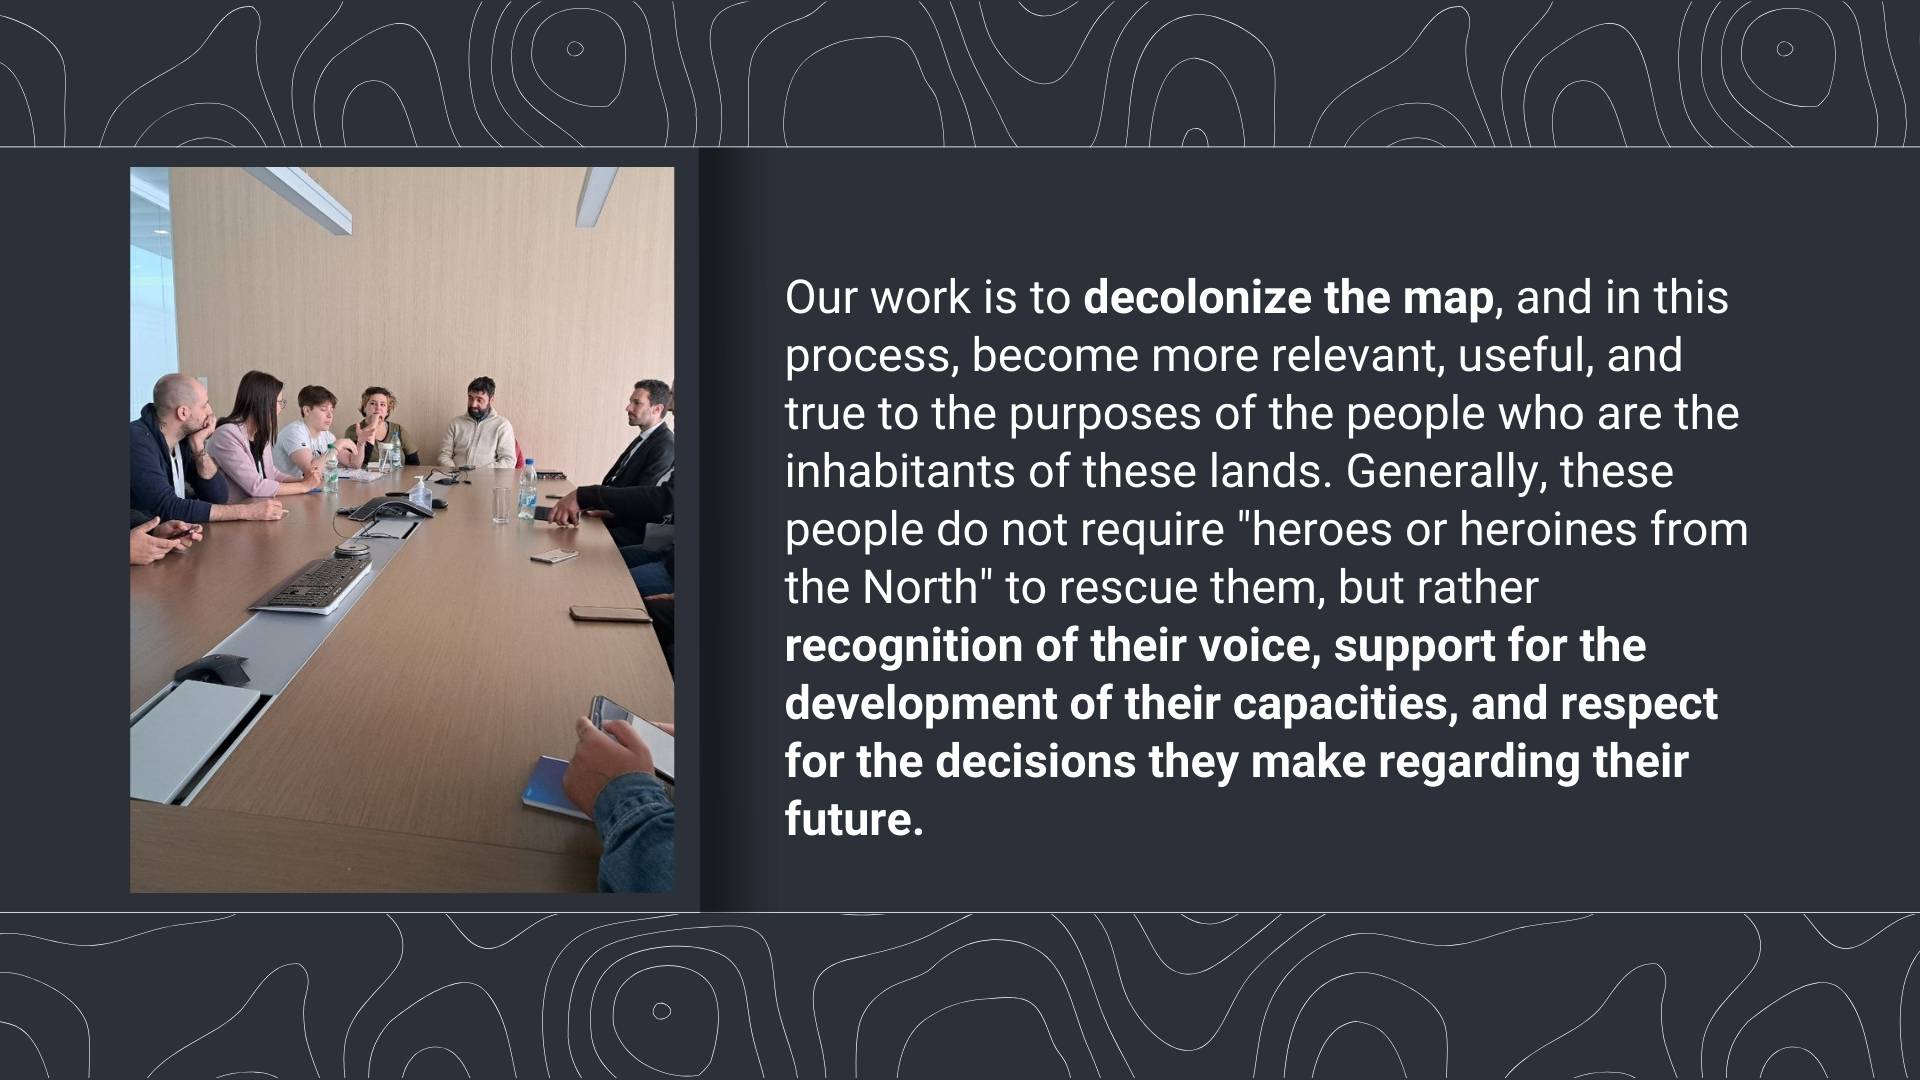 Our work is to decolonize the map, and in this
process, become more relevant, useful, and
true to the purposes of the people who are the
inhabitants of these lands. Generally, these
people do not require "heroes or heroines from
the North" to rescue them, but rather
recognition of their voice, support for the
development of their capacities, and respect
for the decisions they make regarding their
future.